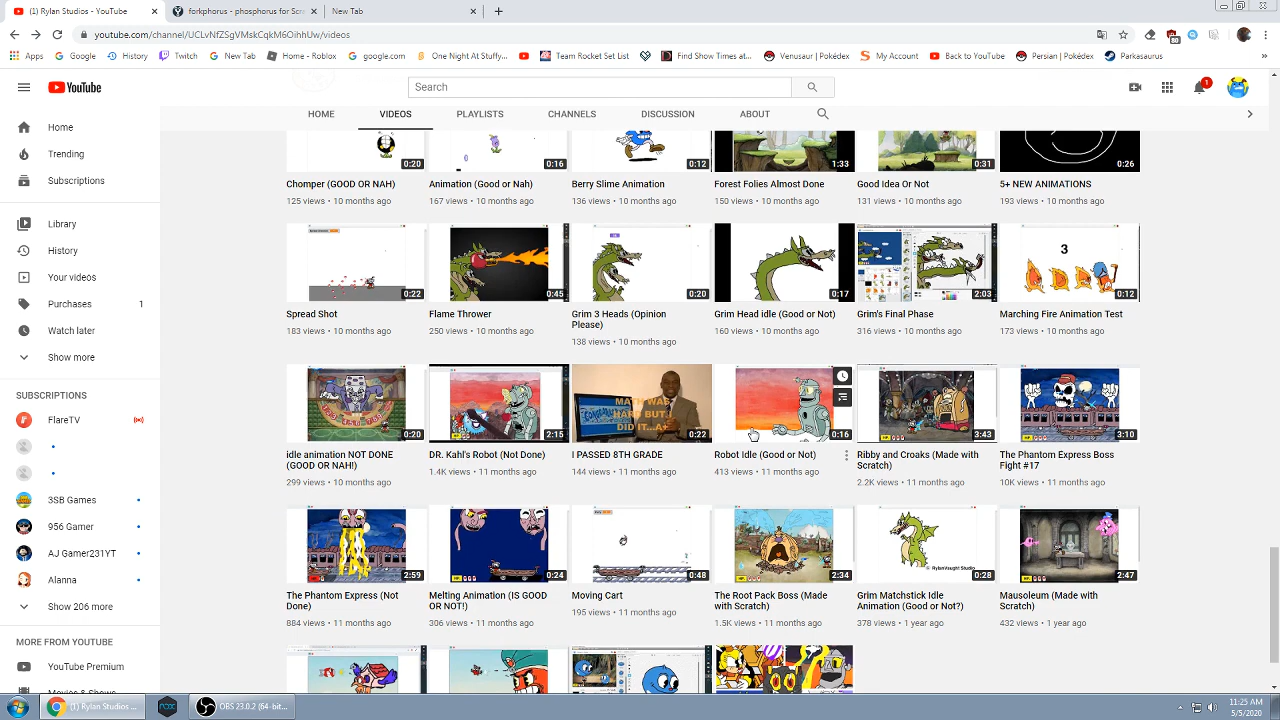 (1) Rylan Studios - YouTube
forkphorus - phosphorus for Scr
New Tab
youtube.com/channel/UCLvNfZSgVMskCqkM6OihhUw/videos
Apps
Google
History
Twitch
New Tab
Home - Roblox
google.com
One Night At Stuffy...
Team Rocket Set List
Find Show Times at...
Venusaur | Pokédex
My Account
Back to YouTube
Persian | Pokédex
Parkasaurus
YouTube
Search
1
HOME
VIDEOS
PLAYLISTS
CHANNELS
DISCUSSION
ABOUT
Home
Trending
Subscriptions
Library
History
Your videos
Purchases 1
Watch later
Show more
SUBSCRIPTIONS
FlareTV
3SB Games
956 Gamer
AJ Gamer231YT
Alanna
Show 206 more
MORE FROM YOUTUBE
YouTube Premium
Movies & Shows
0:20
0:16
0:12
1:33
0:31
0:26
Chomper (GOOD OR NAH)
125 views • 10 months ago
Animation (Good or Nah)
167 views • 10 months ago
Berry Slime Animation
136 views • 10 months ago
Forest Folies Almost Done
150 views • 10 months ago
Good Idea Or Not
131 views • 10 months ago
5+ NEW ANIMATIONS
193 views • 10 months ago
0:22
0:45
0:20
0:17
2:03
3
0:12
Spread Shot
183 views • 10 months ago
Flame Thrower
250 views • 10 months ago
Grim 3 Heads (Opinion
Please)
138 views • 10 months ago
Grim Head idle (Good or Not)
160 views • 10 months ago
Grim's Final Phase
316 views • 10 months ago
Marching Fire Animation Test
173 views • 10 months ago
0:20
2:15
MATH WAS
HARD BUT I
DID IT...A+
0:22
0:16
3:43
3:10
idle animation NOT DONE
(GOOD OR NAH!)
299 views • 10 months ago
DR. Kahl's Robot (Not Done)
1.4K views • 11 months ago
I PASSED 8TH GRADE
144 views • 11 months ago
Robot Idle (Good or Not)
413 views • 11 months ago
Ribby and Croaks (Made with
Scratch)
2.2K views • 11 months ago
The Phantom Express Boss
Fight #17
10K views • 11 months ago
2:59
0:24
0:48
2:34
© RylanVaught Studio
0:28
2:47
The Phantom Express (Not
Done)
884 views • 11 months ago
Melting Animation (IS GOOD
OR NOT!)
306 views • 11 months ago
Moving Cart
195 views • 11 months ago
The Root Pack Boss (Made
with Scratch)
1.5K views • 11 months ago
Grim Matchstick Idle
Animation (Good or Not?)
378 views • 1 year ago
Mausoleum (Made with
Scratch)
432 views • 1 year ago
(1) Rylan Studios ...
nox
OBS 23.0.2 (64-bit...
11:25 AM
5/5/2020